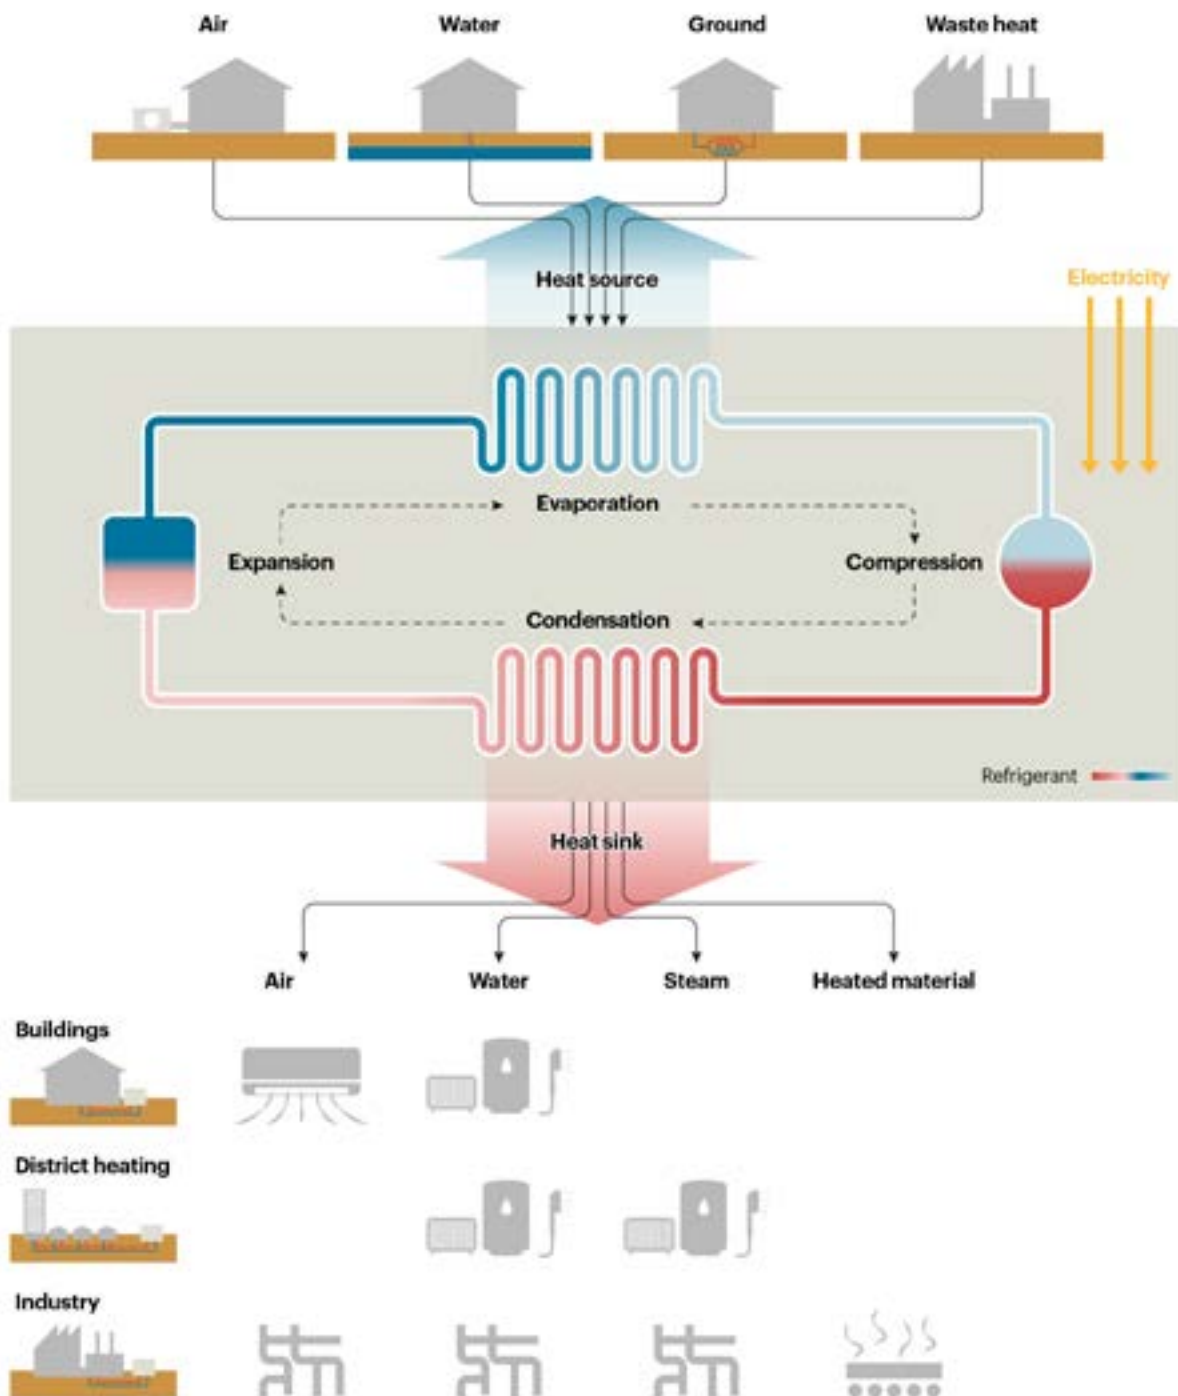 Air
Water
Ground
Waste heat
Heat source
Electricity
Evaporation
Expansion
Compression
Condensation
Refrigerant
Heat sink
Air
Water
Steam
Heated material
Buildings
District heating
Industry